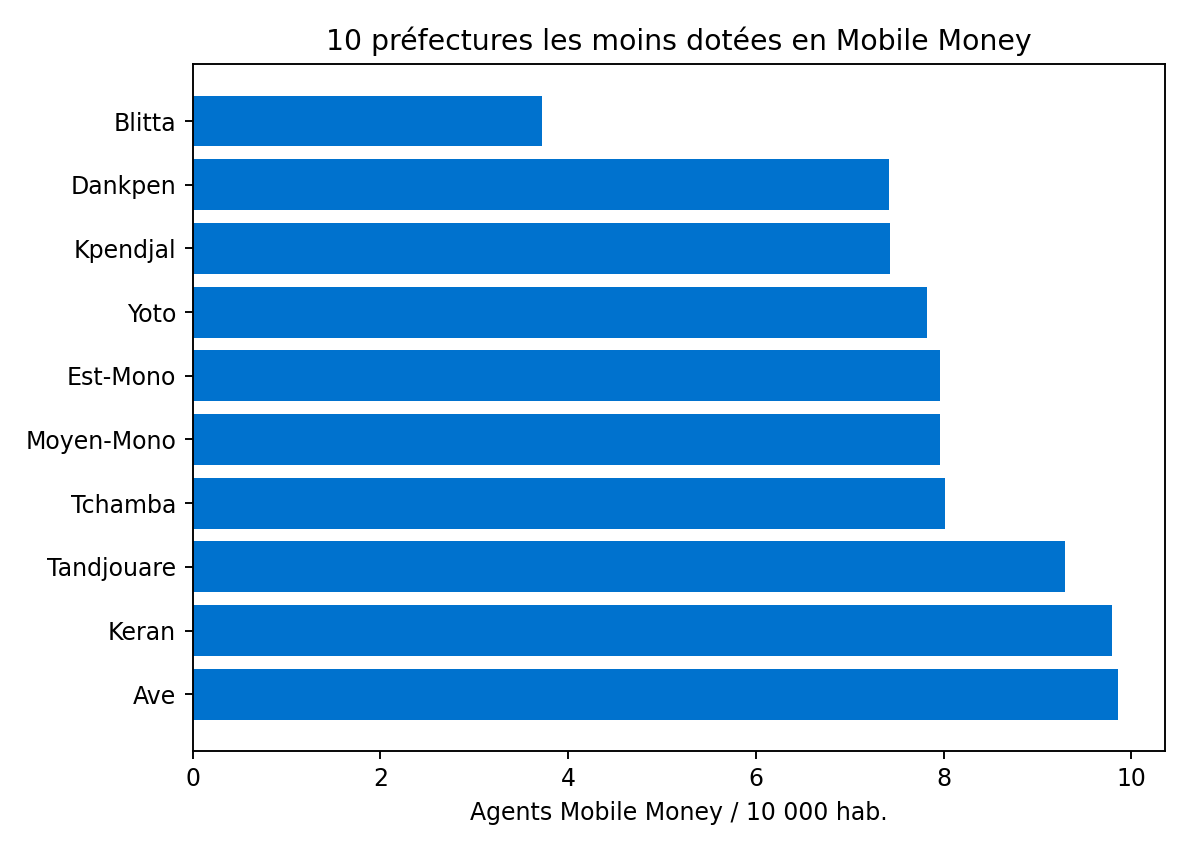 10 préfectures les moins dotées en Mobile Money
Blitta
Dankpen
Kpendjal
Yoto
Est-Mono
Moyen-Mono
Tchamba
Tandjouare
Keran
Ave
0 2 4 6 8 10
Agents Mobile Money / 10 000 hab.